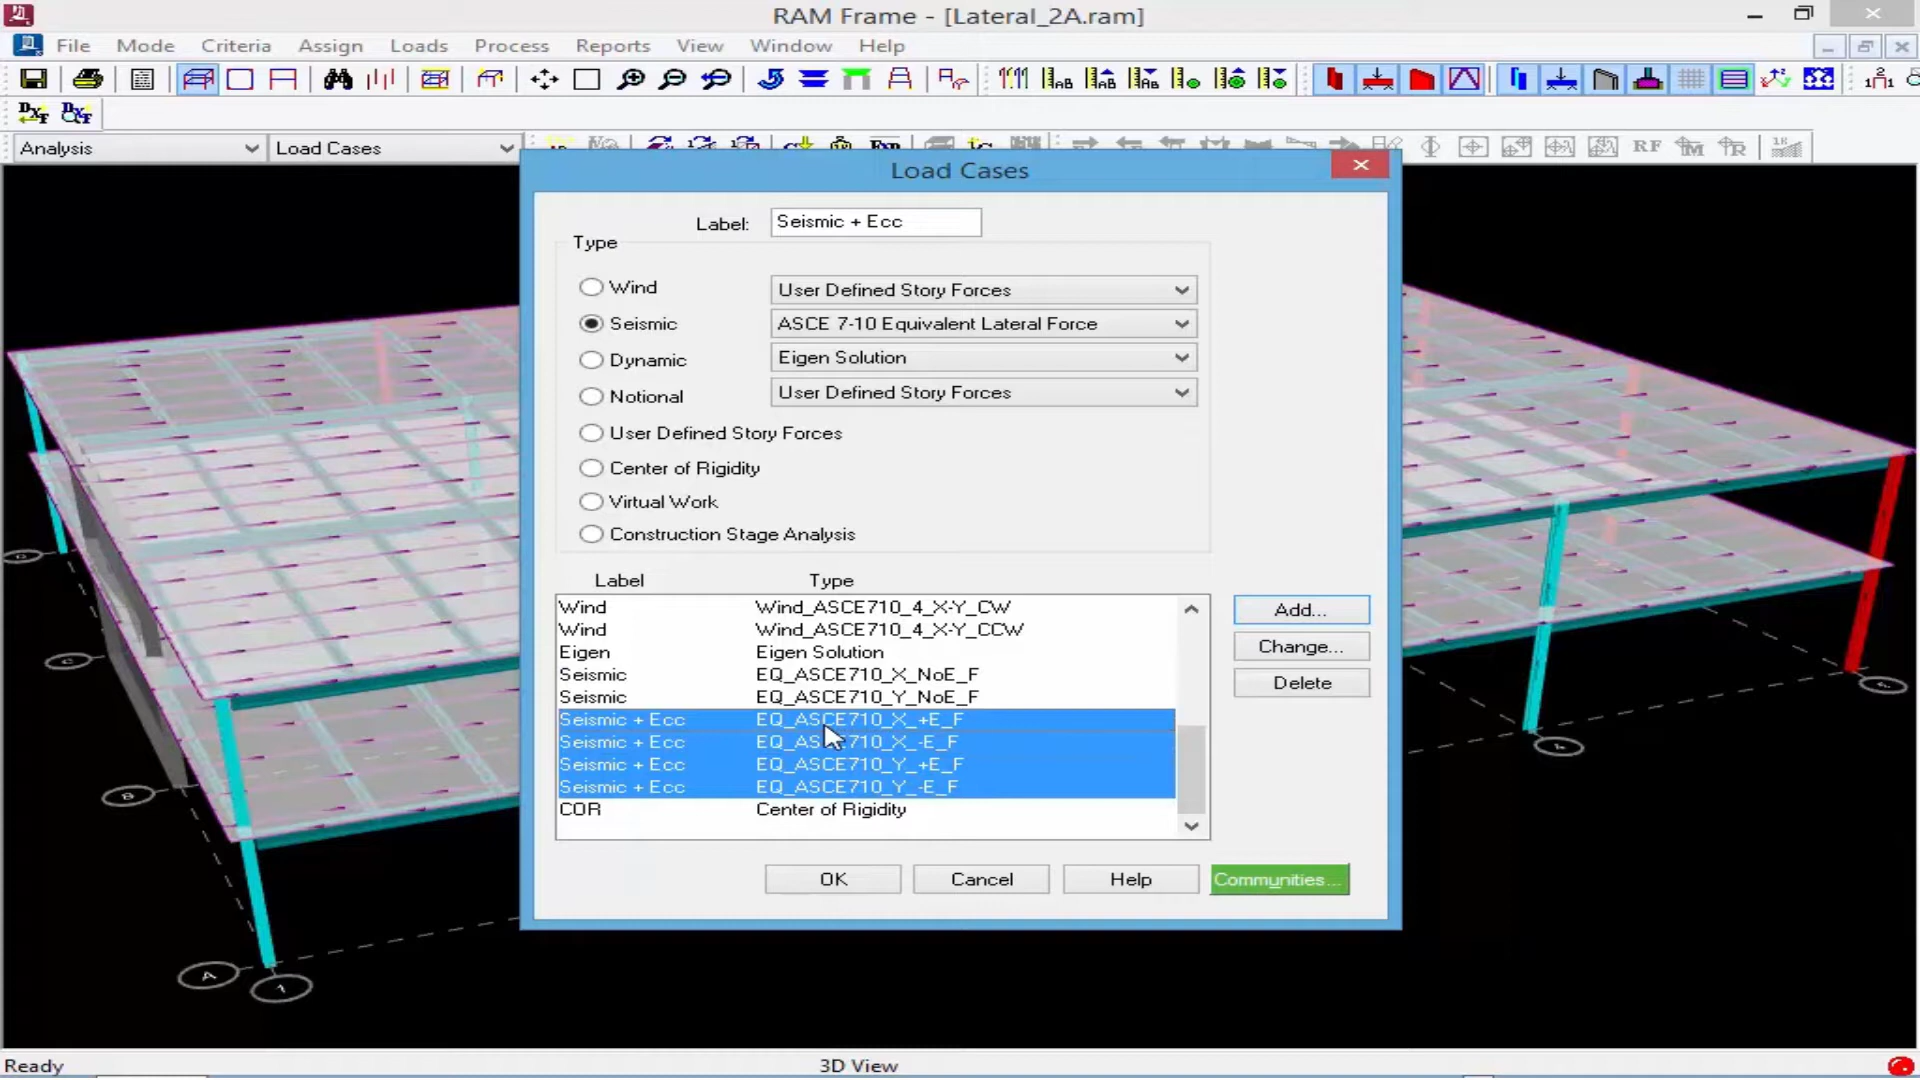 RAM Frame - [Lateral_2A.ram]
File Mode Criteria Assign Loads Process Reports View Window Help
Analysis Load Cases
RF
Load Cases
Label: Seismic + Ecc
Type
Wind User Defined Story Forces
Seismic ASCE 7-10 Equivalent Lateral Force
Dynamic Eigen Solution
Notional User Defined Story Forces
User Defined Story Forces
Center of Rigidity
Virtual Work
Construction Stage Analysis
Label Type
Wind Wind_ASCE710_4_X-Y_CW
Wind Wind_ASCE710_4_X-Y_CCW
Eigen Eigen Solution
Seismic EQ_ASCE710_X_NoE_F
Seismic EQ_ASCE710_Y_NoE_F
Seismic + Ecc EQ_ASCE710_X_+E_F
Seismic + Ecc EQ_ASCE710_X_-E_F
Seismic + Ecc EQ_ASCE710_Y_+E_F
Seismic + Ecc EQ_ASCE710_Y_-E_F
COR Center of Rigidity
Add...
Change...
Delete
OK Cancel Help Communities...
C
B
A
1
Ready 3D View